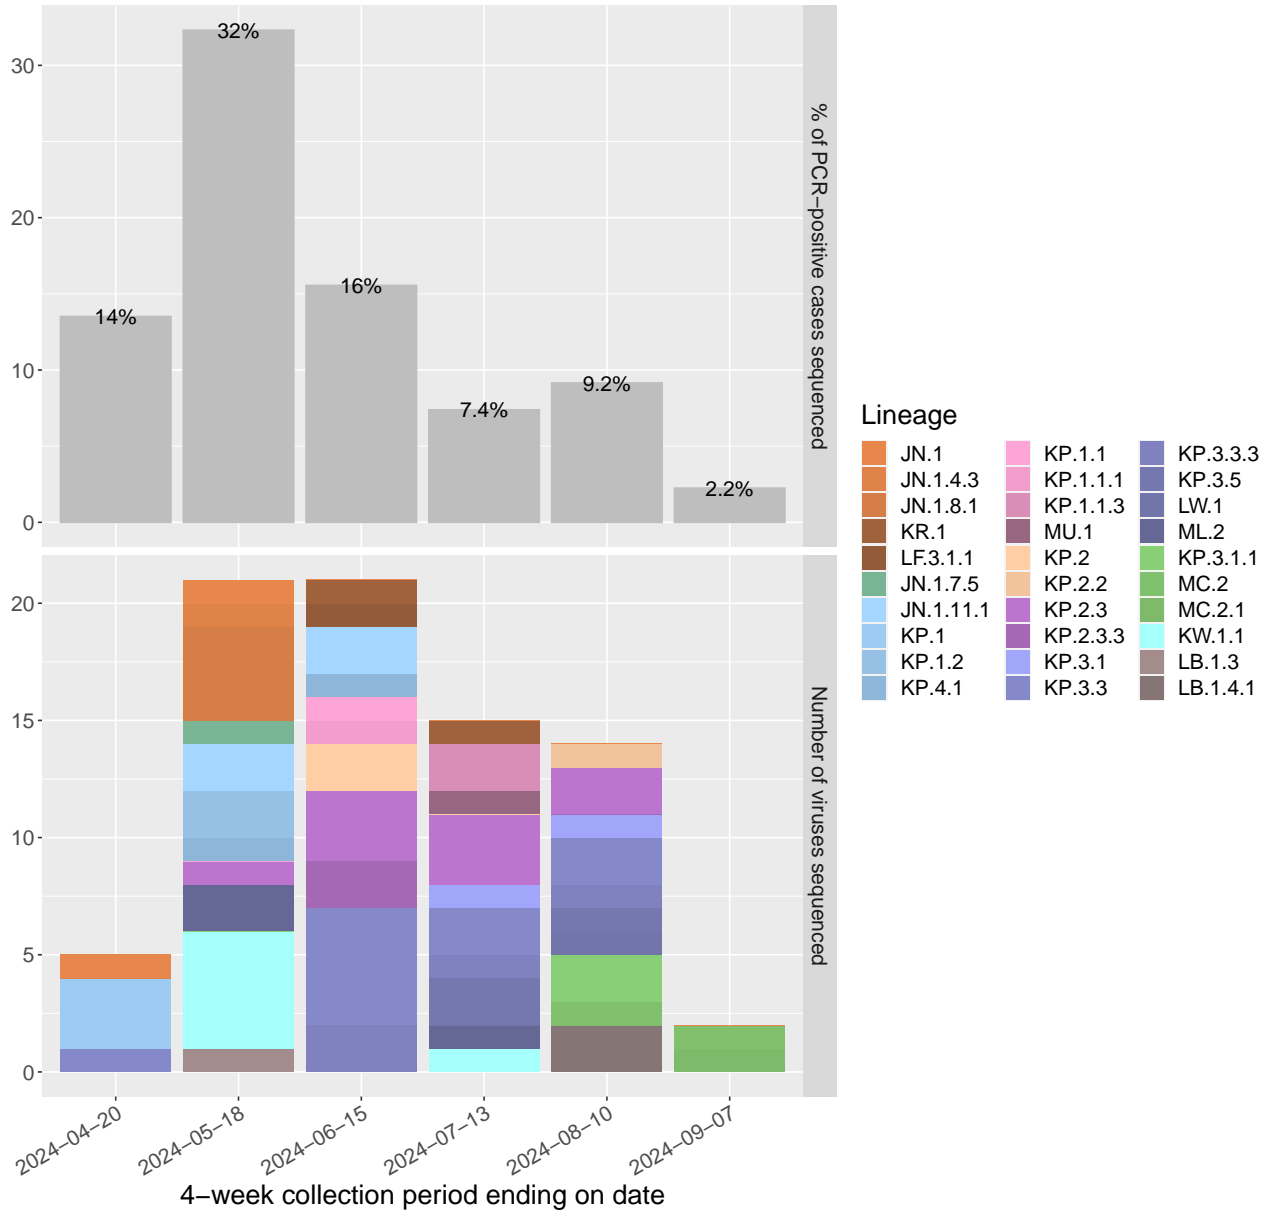 32%
30
% of PCR−positive cases sequenced
20
16%
14%
10
9.2%
7.4%
2.2%
0
Number of viruses sequenced
20
15
10
5
0
2024−04−20
2024−05−18
2024−06−15
2024−07−13
2024−08−10
2024−09−07
4−week collection period ending on date
Lineage
JN.1
JN.1.4.3
JN.1.8.1
KR.1
LF.3.1.1
JN.1.7.5
JN.1.11.1
KP.1
KP.1.2
KP.4.1
KP.1.1
KP.1.1.1
KP.1.1.3
MU.1
KP.2
KP.2.2
KP.2.3
KP.2.3.3
KP.3.1
KP.3.3
KP.3.3.3
KP.3.5
LW.1
ML.2
KP.3.1.1
MC.2
MC.2.1
KW.1.1
LB.1.3
LB.1.4.1